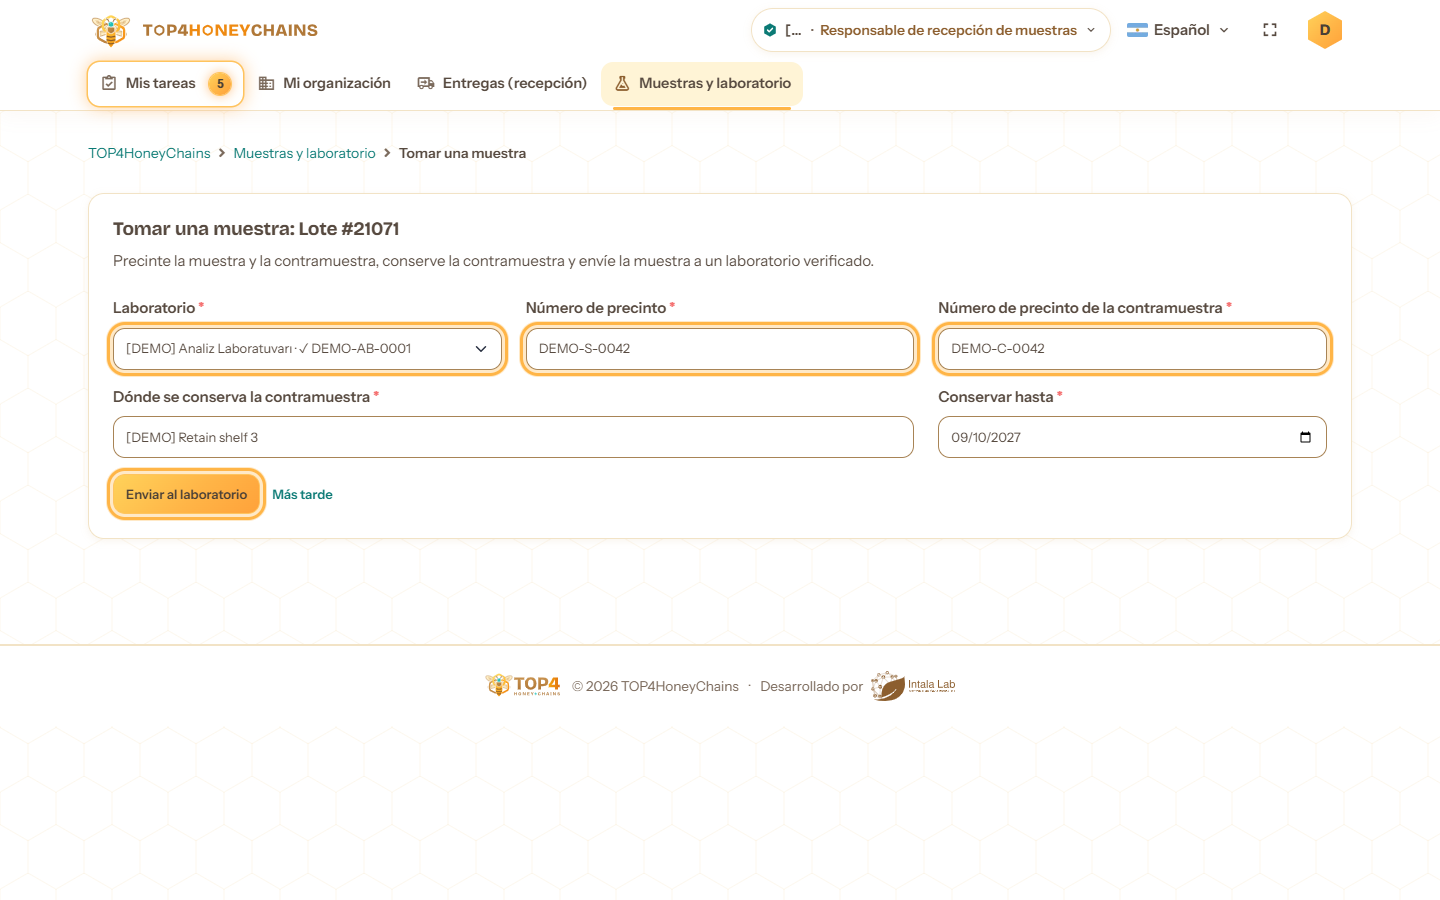 TOP4HONEYCHAINS
[... · Responsable de recepción de muestras
Español
D
Mis tareas 5
Mi organización
Entregas (recepción)
Muestras y laboratorio
TOP4HoneyChains > Muestras y laboratorio > Tomar una muestra
Tomar una muestra: Lote #21071
Precinte la muestra y la contramuestra, conserve la contramuestra y envíe la muestra a un laboratorio verificado.
Laboratorio *
Número de precinto *
Número de precinto de la contramuestra *
[DEMO] Analiz Laboratuvarı · ✓ DEMO-AB-0001
DEMO-S-0042
DEMO-C-0042
Dónde se conserva la contramuestra *
Conservar hasta *
[DEMO] Retain shelf 3
09/10/2027
Enviar al laboratorio
Más tarde
TOP4
HONEYCHAINS
© 2026 TOP4HoneyChains · Desarrollado por
Intala Lab